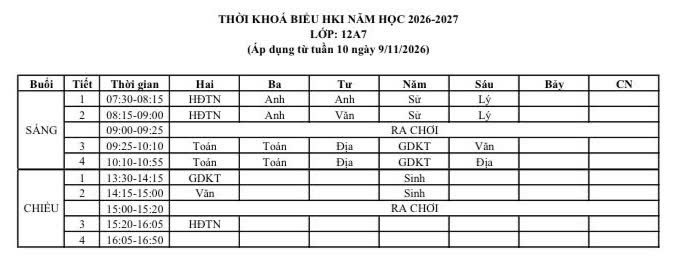 THỜI KHOÁ BIỂU HKI NĂM HỌC 2026-2027
LỚP: 12A7
(Áp dụng từ tuần 10 ngày 9/11/2026)
Buổi Tiết Thời gian Hai Ba Tư Năm Sáu Bảy CN
1 07:30-08:15 HĐTN Anh Anh Sử Lý
2 08:15-09:00 HĐTN Anh Văn Sử Lý
SÁNG 09:00-09:25 RA CHƠI
3 09:25-10:10 Toán Toán Địa GDKT Văn
4 10:10-10:55 Toán Toán Địa GDKT Địa
1 13:30-14:15 GDKT Sinh
2 14:15-15:00 Văn Sinh
CHIỀU 15:00-15:20 RA CHƠI
3 15:20-16:05 HĐTN
4 16:05-16:50